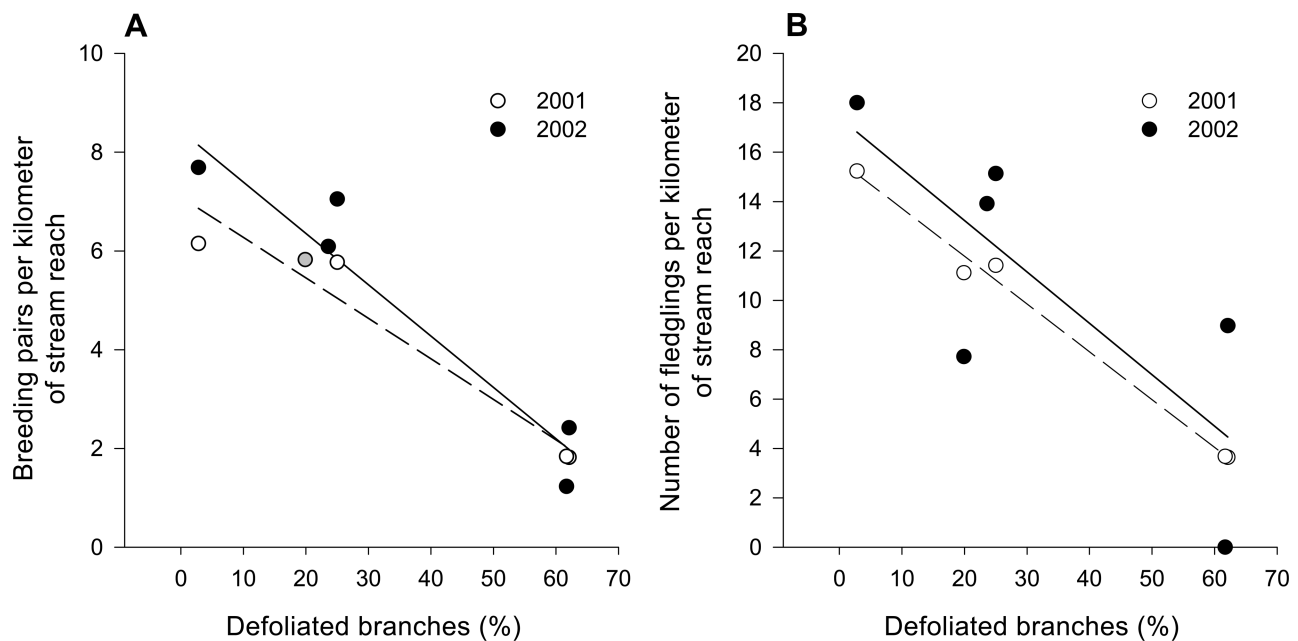 A
10
8
6
4
2
0
Breeding pairs per kilometer
of stream reach
2001
2002
0 10 20 30 40 50 60 70
Defoliated branches (%)
B
20
18
16
14
12
10
8
6
4
2
0
Number of fledglings per kilometer
of stream reach
2001
2002
0 10 20 30 40 50 60 70
Defoliated branches (%)